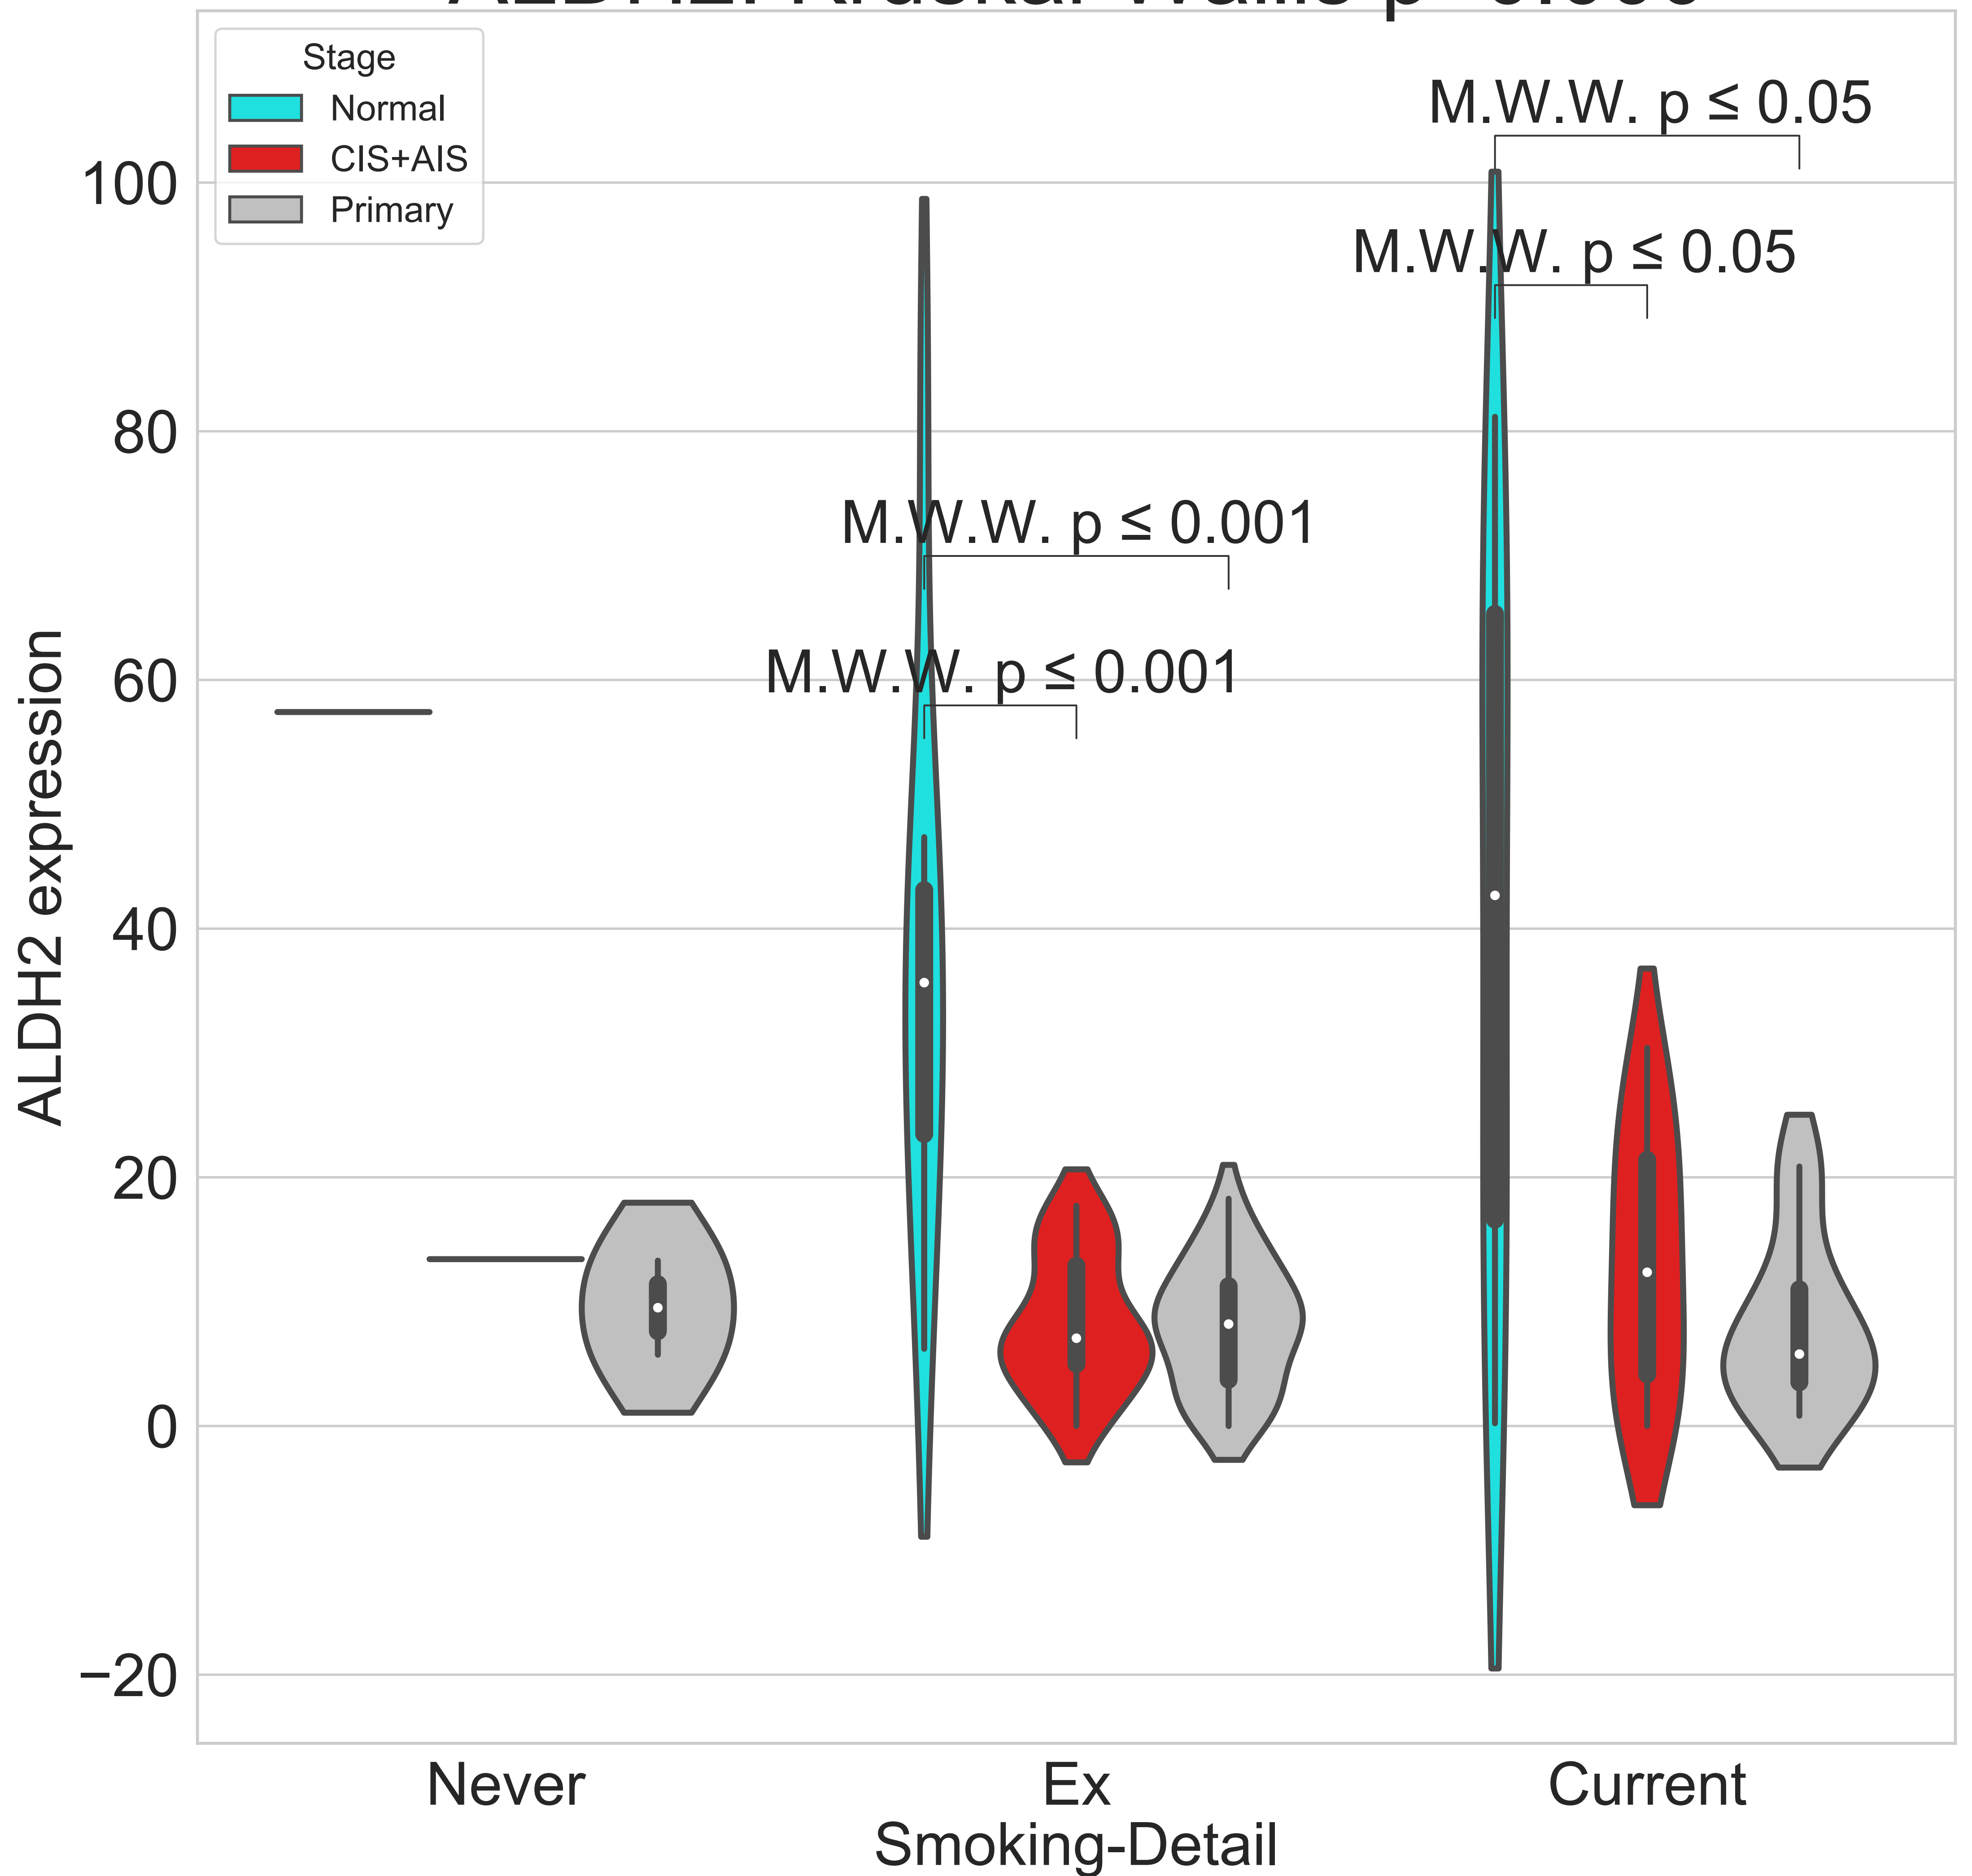 Stage
Normal
CIS+AIS
Primary
M.W.W. p ≤ 0.05
M.W.W. p ≤ 0.05
M.W.W. p ≤ 0.001
M.W.W. p ≤ 0.001
100
80
60
40
20
0
−20
ALDH2 expression
Never
Ex
Current
Smoking-Detail